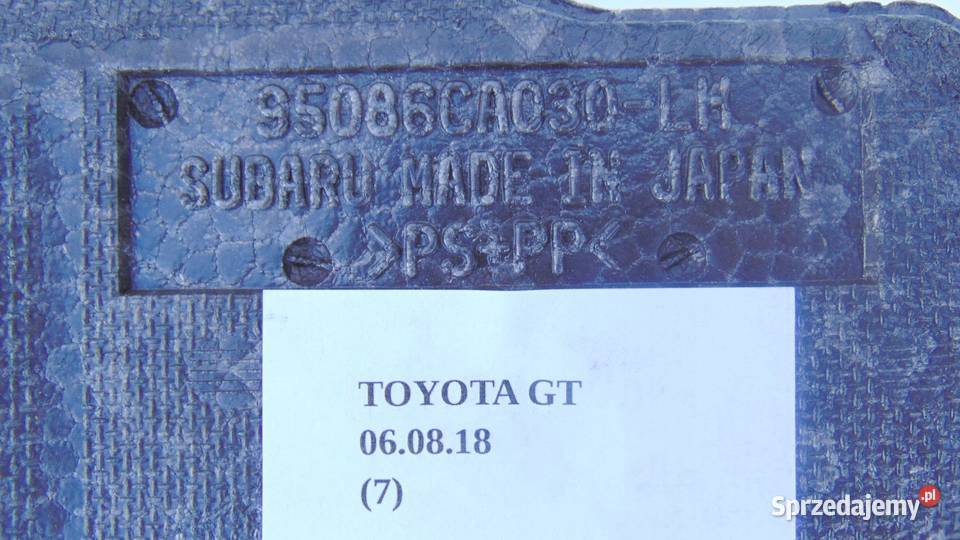 95086CA030-LH
SUBARU MADE IN JAPAN
>PS+PP<
TOYOTA GT
06.08.18
(7)
Sprzedajemy.pl